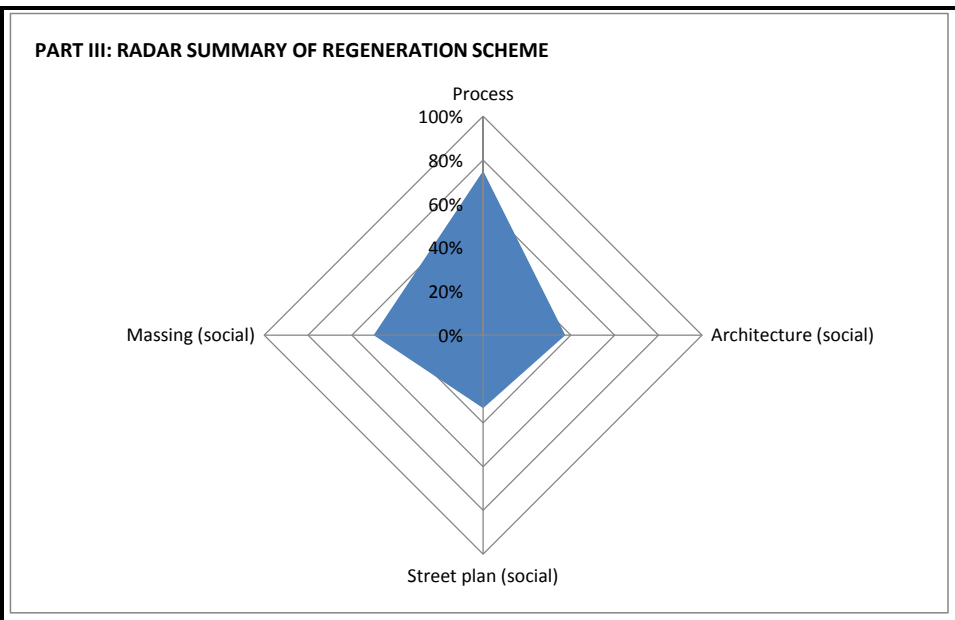 PART III: RADAR SUMMARY OF REGENERATION SCHEME
Process
100%
80%
60%
40%
20%
0%
Massing (social)
Architecture (social)
Street plan (social)